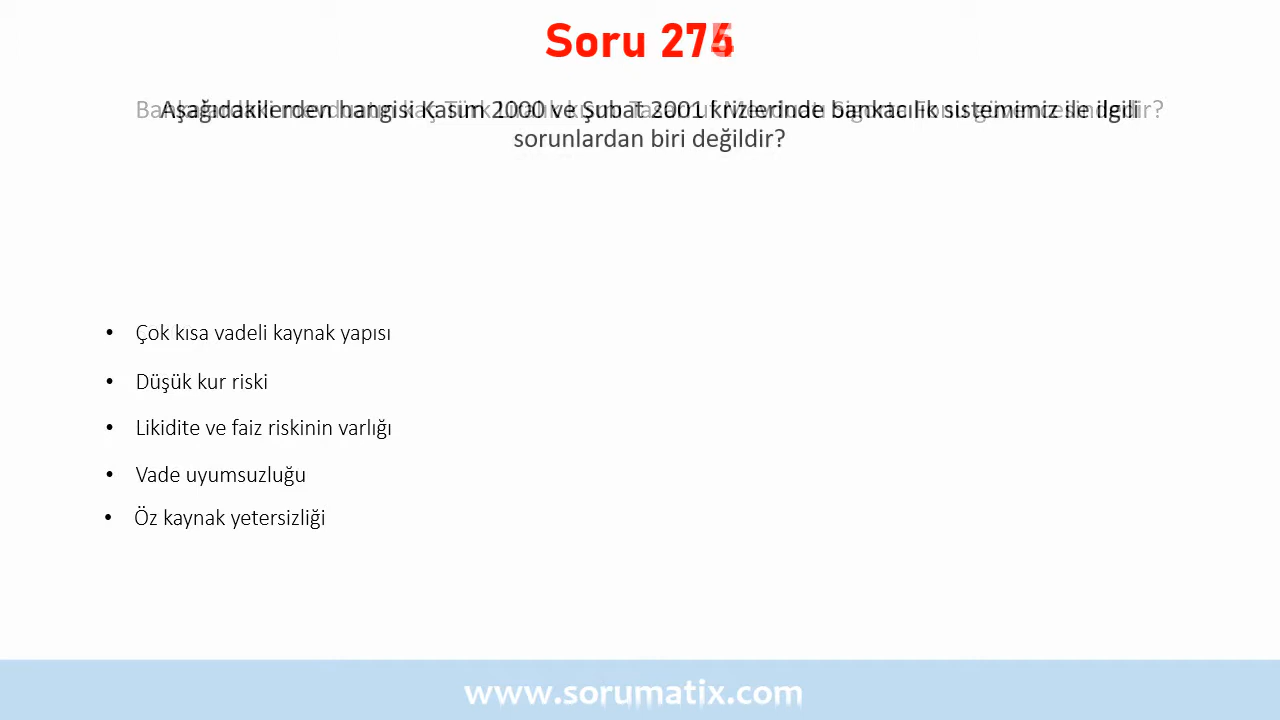 Soru 274
Aşağıdakilerden hangisi Kasım 2000 ve Şubat 2001 krizlerinde bankacılık sistemimiz ile ilgili
sorunlardan biri değildir?
• Çok kısa vadeli kaynak yapısı
• Düşük kur riski
• Likidite ve faiz riskinin varlığı
• Vade uyumsuzluğu
• Öz kaynak yetersizliği
www.sorumatix.com